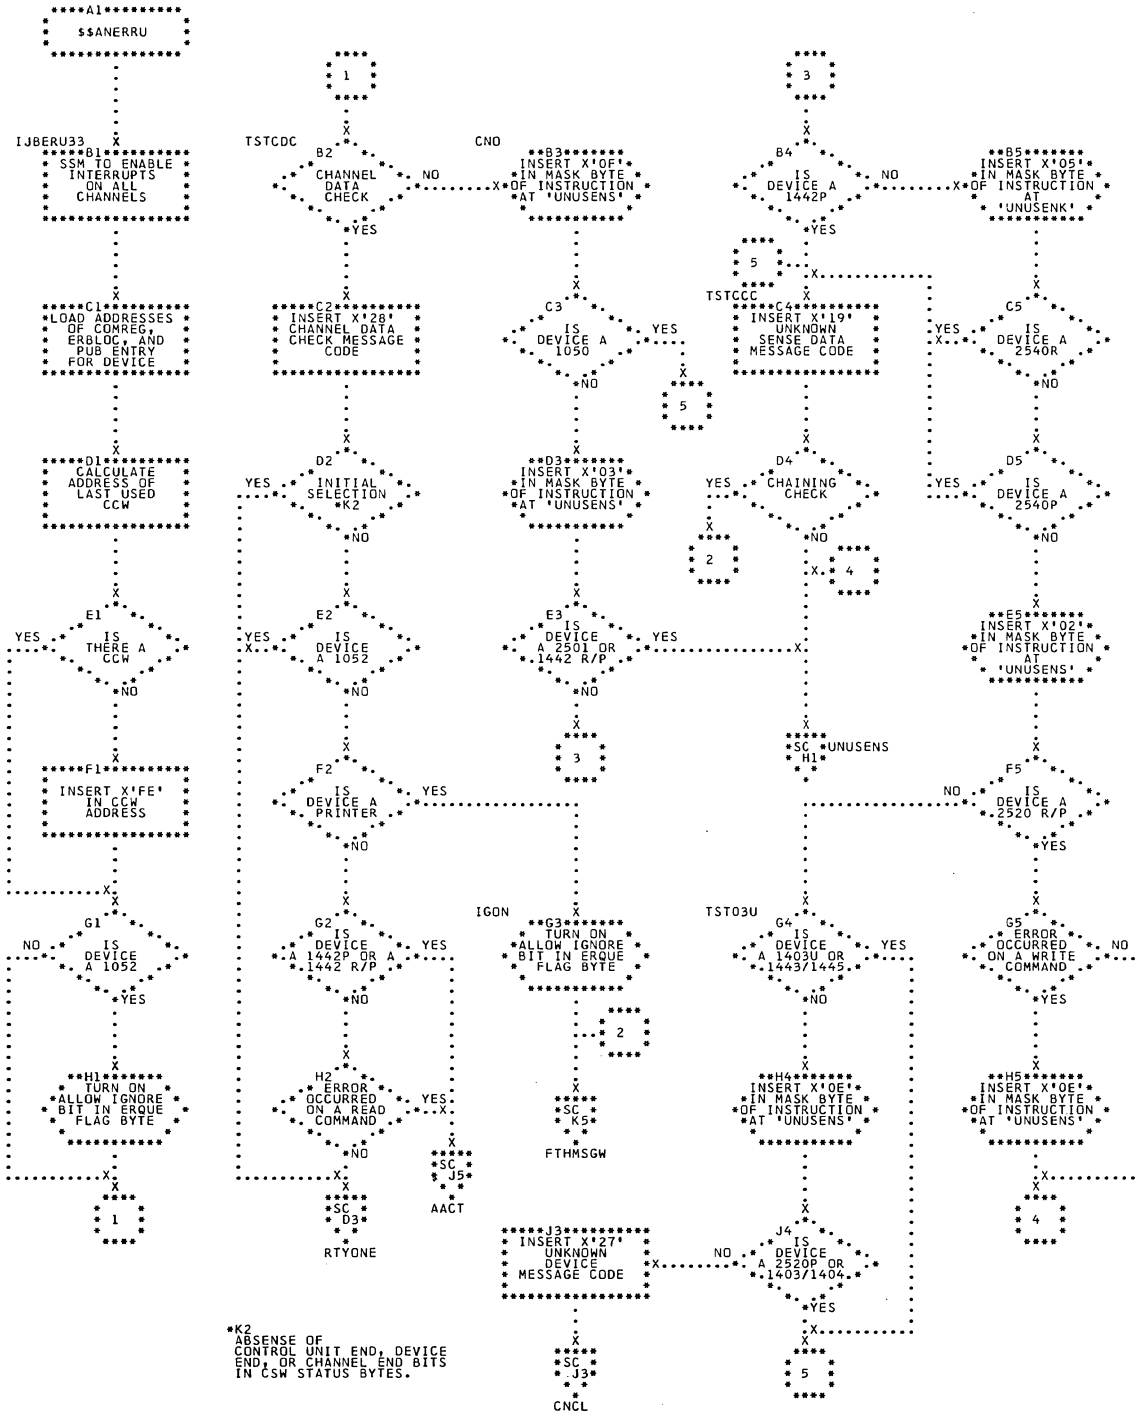 A1
$$ANERRU
IJBERU33
B1
SSM TO ENABLE
INTERRUPTS
ON ALL
CHANNELS
C1
LOAD ADDRESSES
OF COMREG,
ERBLOC, AND
PUB ENTRY
FOR DEVICE
D1
CALCULATE
ADDRESS OF
LAST USED
CCW
E1
YES
IS
THERE A
CCW
NO
F1
INSERT X'FE'
IN CCW
ADDRESS
G1
NO
IS
DEVICE
A 1052
YES
H1
TURN ON
ALLOW IGNORE
BIT IN ERQUE
FLAG BYTE
1
1
TSTCDC
B2
CHANNEL
DATA
CHECK
NO
YES
C2
INSERT X'28'
CHANNEL DATA
CHECK MESSAGE
CODE
D2
YES
INITIAL
SELECTION
*K2
NO
E2
YES
IS
DEVICE
A 1052
NO
F2
IS
DEVICE A
PRINTER
YES
NO
G2
IS
DEVICE
A 1442P OR A
1442 R/P
YES
NO
H2
ERROR
OCCURRED
ON A READ
COMMAND
YES
NO
SC
J5
AACT
SC
D3
RTYONE
*K2
ABSENSE OF
CONTROL UNIT END, DEVICE
END, OR CHANNEL END BITS
IN CSW STATUS BYTES.
CNO
B3
INSERT X'0F'
IN MASK BYTE
OF INSTRUCTION
AT 'UNUSENS'
C3
IS
DEVICE A
1050
YES
5
NO
D3
INSERT X'03'
IN MASK BYTE
OF INSTRUCTION
AT 'UNUSENS'
E3
IS
DEVICE
A 2501 OR
1442 R/P
YES
NO
3
IGON
G3
TURN ON
ALLOW IGNORE
BIT IN ERQUE
FLAG BYTE
2
SC
K5
FTHMSGW
J3
INSERT X'27'
UNKNOWN
DEVICE
MESSAGE CODE
SC
J3
CNCL
3
B4
IS
DEVICE A
1442P
NO
YES
5
TSTCCC
C4
INSERT X'19'
UNKNOWN
SENSE DATA
MESSAGE CODE
D4
YES
CHAINING
CHECK
2
NO
4
SC
H1
UNUSENS
TST03U
G4
IS
DEVICE
A 1403U OR
1443/1445
YES
NO
H4
INSERT X'0E'
IN MASK BYTE
OF INSTRUCTION
AT 'UNUSENS'
J4
NO
IS
DEVICE
A 2520P OR
1403/1404
YES
5
B5
INSERT X'05'
IN MASK BYTE
OF INSTRUCTION
AT
'UNUSENK'
C5
YES
IS
DEVICE A
2540R
NO
D5
YES
IS
DEVICE A
2540P
NO
E5
INSERT X'02'
IN MASK BYTE
OF INSTRUCTION
AT
'UNUSENS'
F5
NO
IS
DEVICE A
2520 R/P
YES
G5
ERROR
OCCURRED
ON A WRITE
COMMAND
NO
YES
H5
INSERT X'0E'
IN MASK BYTE
OF INSTRUCTION
AT 'UNUSENS'
4